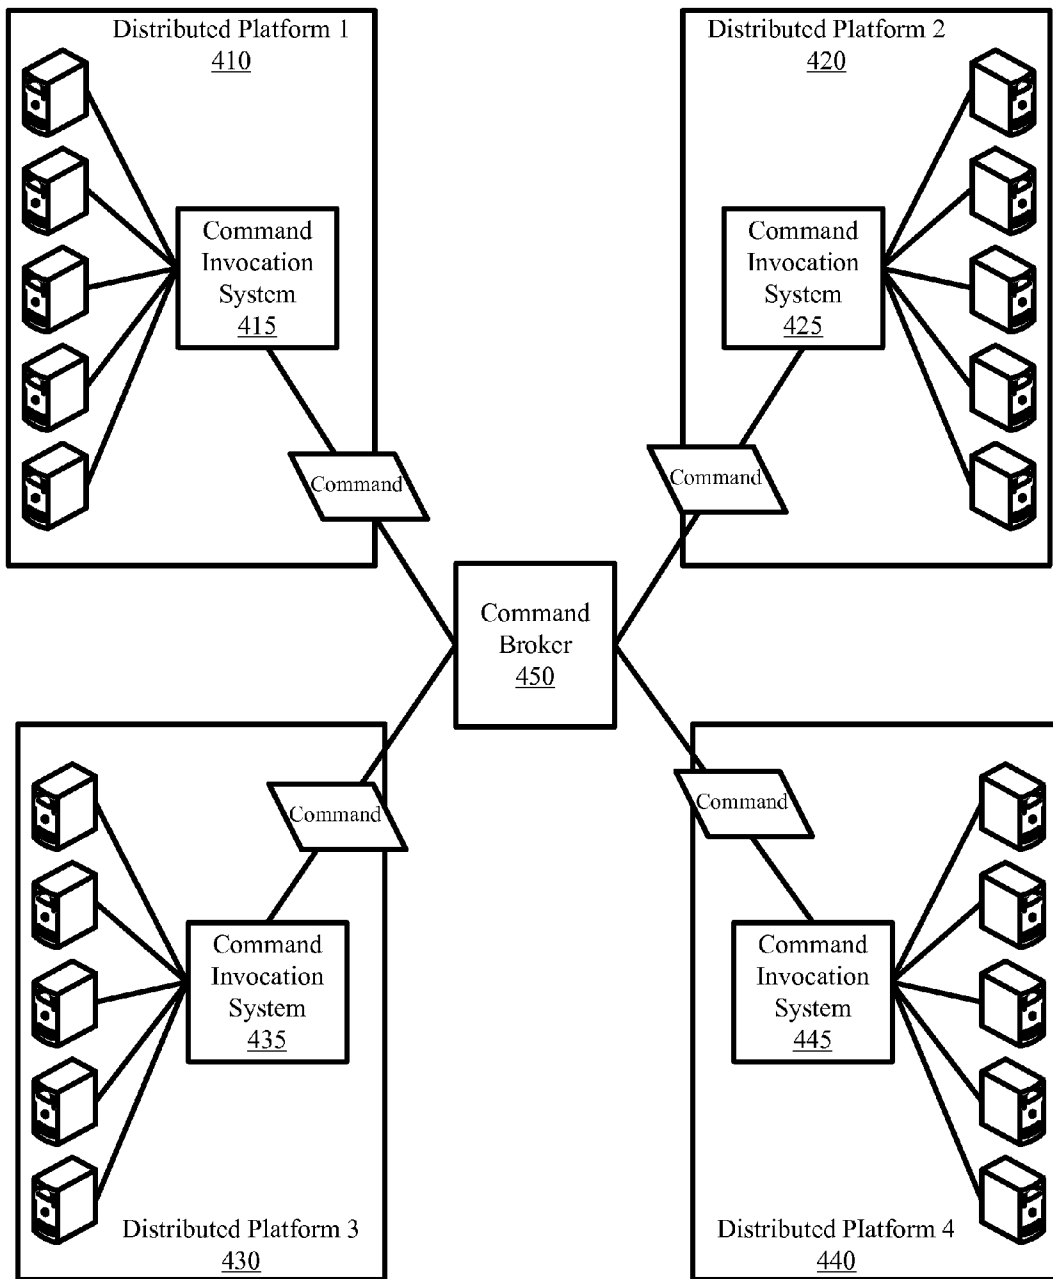 Distributed Platform 1
410
Distributed Platform 2
420
Command
Invocation
System
415
Command
Invocation
System
425
Command
Command
Command
Broker
450
Command
Command
Command
Invocation
System
435
Command
Invocation
System
445
Distributed Platform 3
430
Distributed Platform 4
440